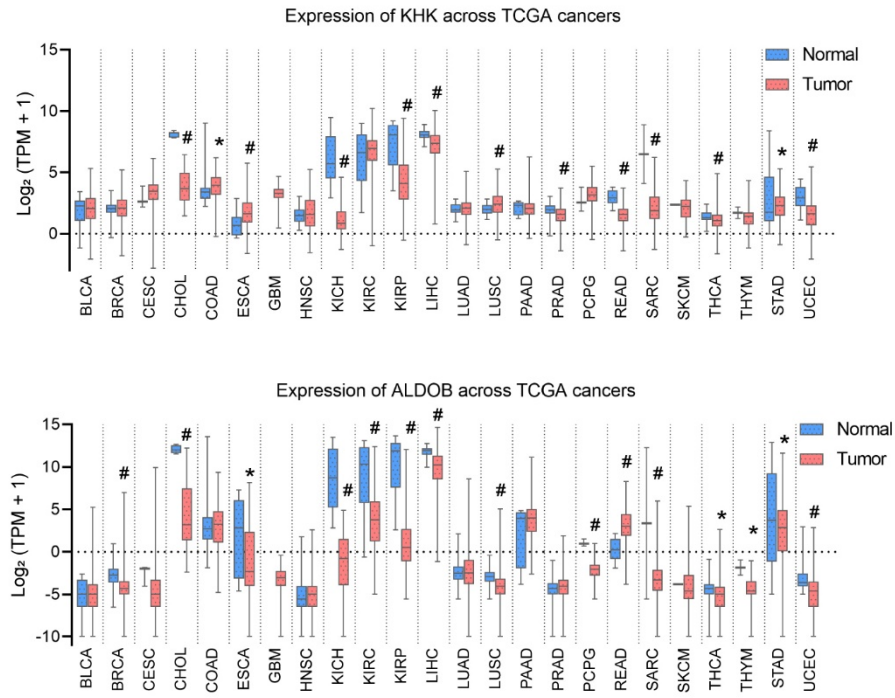 Expression of KHK across TCGA cancers
Log₂ (TPM + 1)
15
10
5
0
Normal
Tumor
# * # # # # # # # # # * #
BLCA BRCA CESC CHOL COAD ESCA GBM HNSC KICH KIRC KIRP LIHC LUAD LUSC PAAD PRAD PCPG READ SARC SKCM THCA THYM STAD UCEC
Expression of ALDOB across TCGA cancers
Log₂ (TPM + 1)
15
10
5
0
-5
-10
Normal
Tumor
# # * # # # # # # # # * * * #
BLCA BRCA CESC CHOL COAD ESCA GBM HNSC KICH KIRC KIRP LIHC LUAD LUSC PAAD PRAD PCPG READ SARC SKCM THCA THYM STAD UCEC